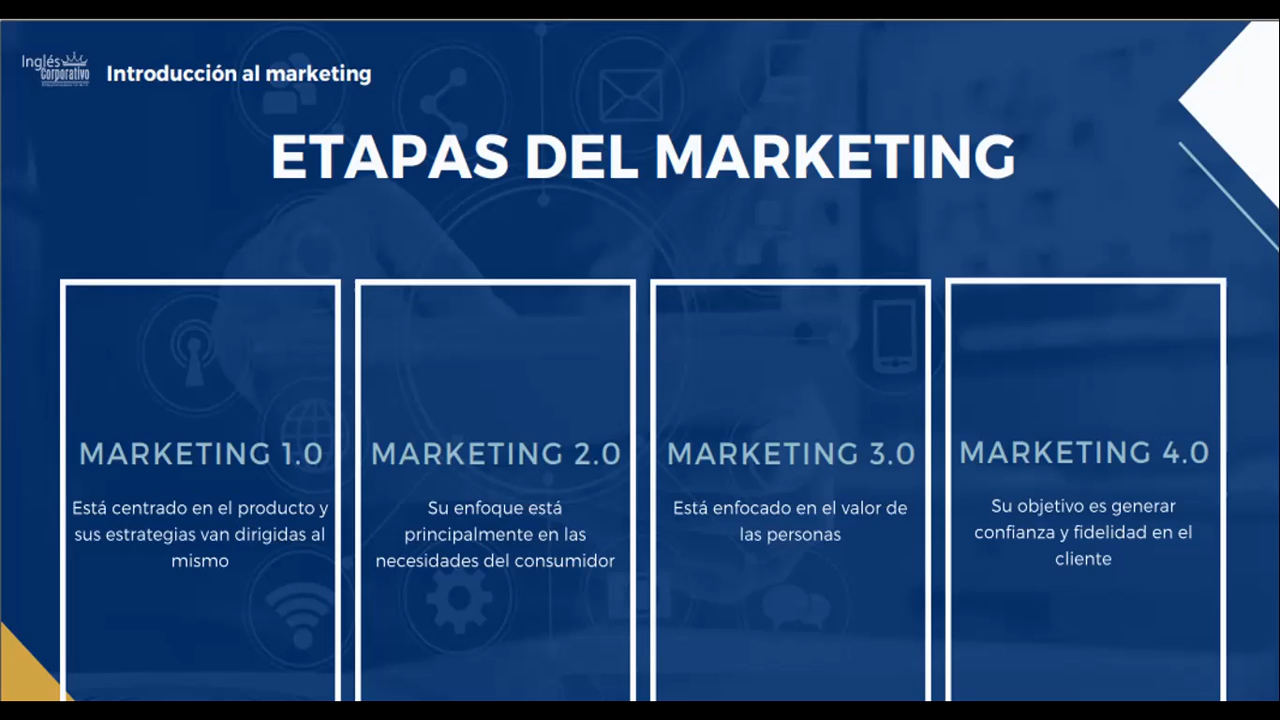 Inglés
Corporativo
Introducción al marketing
ETAPAS DEL MARKETING
MARKETING 1.0
Está centrado en el producto y
sus estrategias van dirigidas al
mismo
MARKETING 2.0
Su enfoque está
principalmente en las
necesidades del consumidor
MARKETING 3.0
Está enfocado en el valor de
las personas
MARKETING 4.0
Su objetivo es generar
confianza y fidelidad en el
cliente